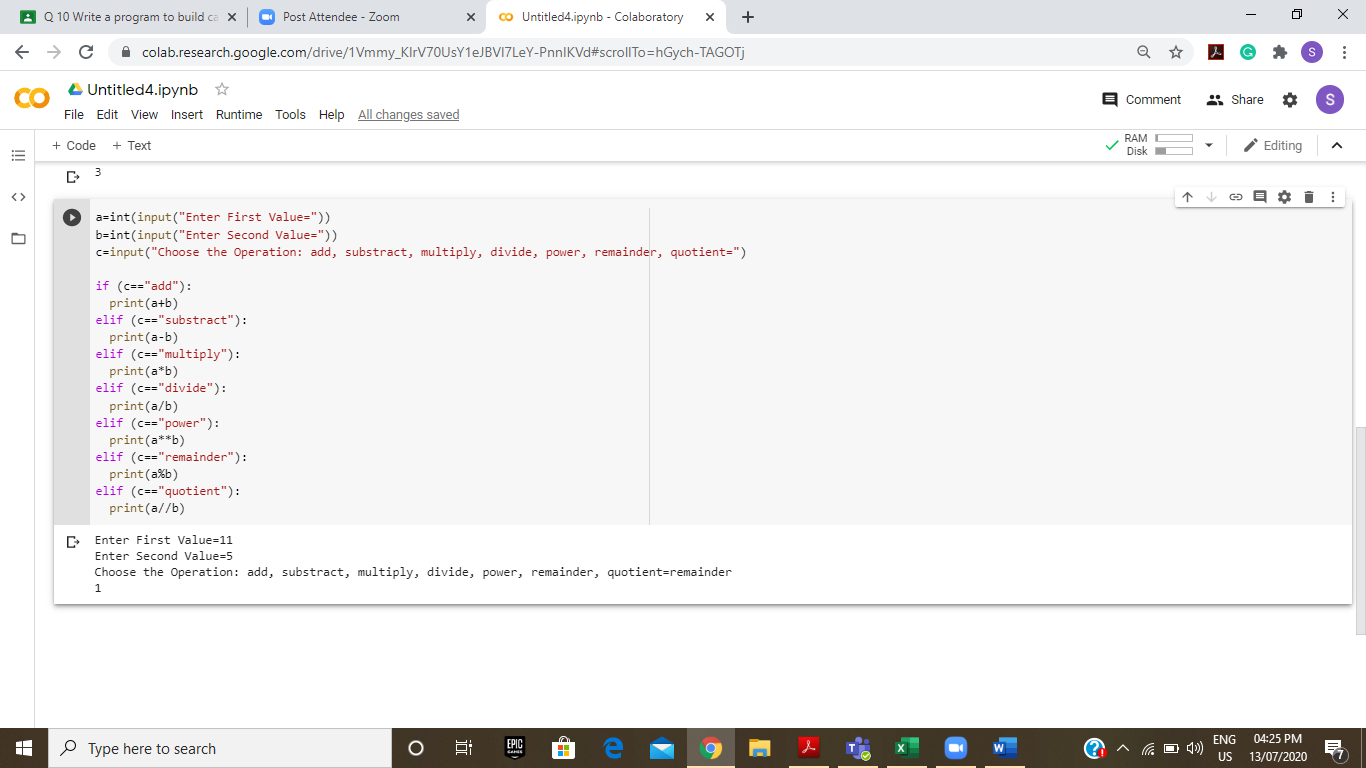 Q 10 Write a program to build ca
Post Attendee - Zoom
Untitled4.ipynb - Colaboratory
colab.research.google.com/drive/1Vmmy_KlrV70UsY1eJBVl7LeY-PnnIKVd#scrollTo=hGych-TAGOTj
S
Untitled4.ipynb
Comment
Share
S
File Edit View Insert Runtime Tools Help All changes saved
+ Code + Text
RAM
Disk
Editing
3
a=int(input("Enter First Value="))
b=int(input("Enter Second Value="))
c=input("Choose the Operation: add, substract, multiply, divide, power, remainder, quotient=")
if (c=="add"):
print(a+b)
elif (c=="substract"):
print(a-b)
elif (c=="multiply"):
print(a*b)
elif (c=="divide"):
print(a/b)
elif (c=="power"):
print(a**b)
elif (c=="remainder"):
print(a%b)
elif (c=="quotient"):
print(a//b)
Enter First Value=11
Enter Second Value=5
Choose the Operation: add, substract, multiply, divide, power, remainder, quotient=remainder
1
Type here to search
EPIC
GAMES
ENG
US
04:25 PM
13/07/2020
7